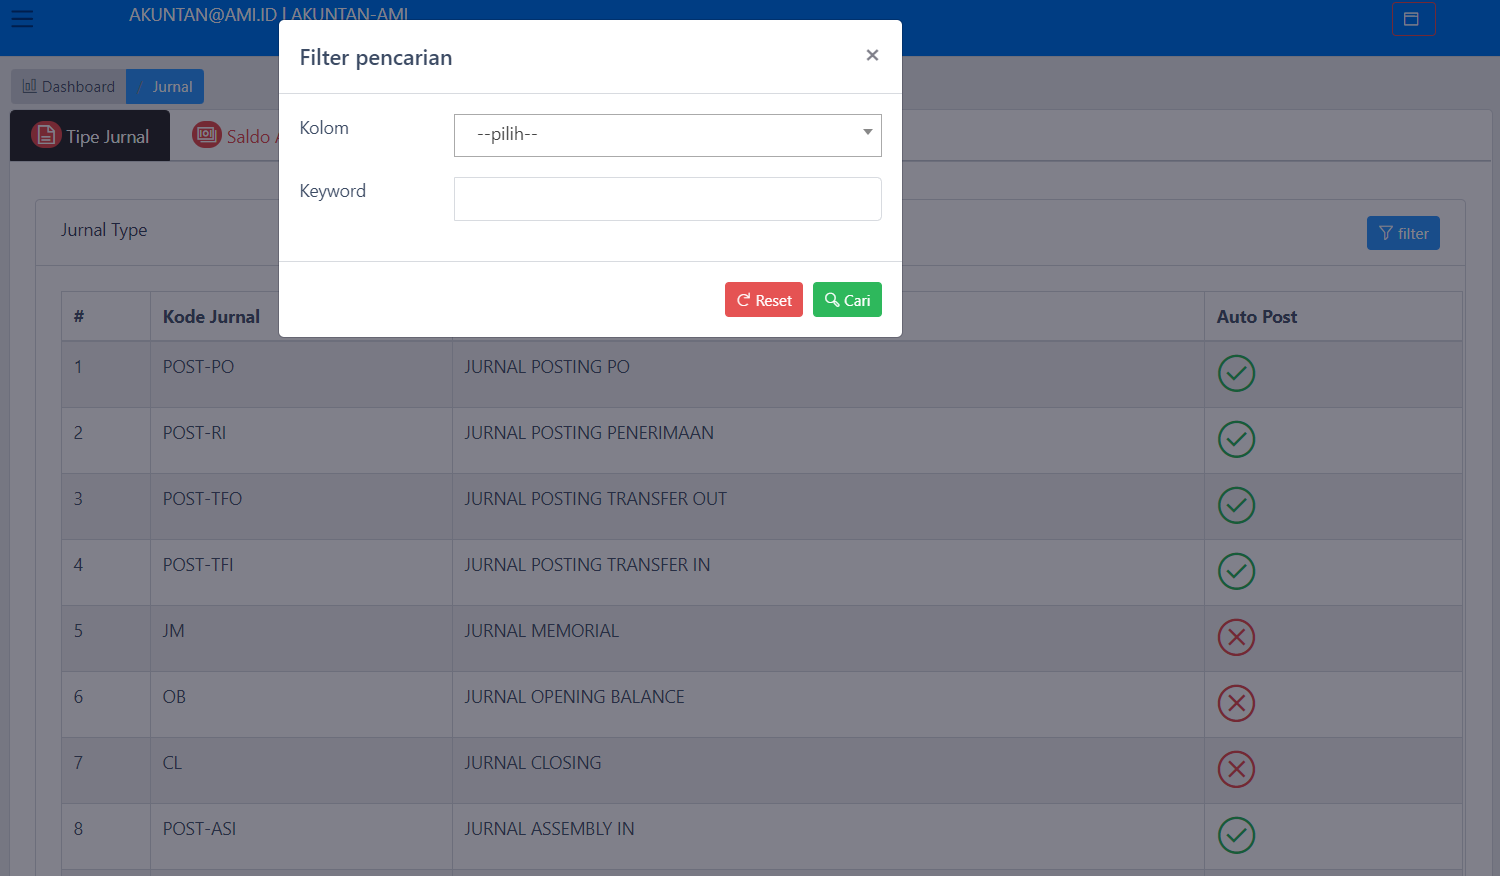 AKUNTAN@AMI.ID | AKUNTAN-AMI
Filter pencarian
×
Dashboard / Jurnal
Kolom
--pilih--
Tipe Jurnal
Saldo
Keyword
Jurnal Type
filter
Reset
Cari
# Kode Jurnal Auto Post
1 POST-PO JURNAL POSTING PO
2 POST-RI JURNAL POSTING PENERIMAAN
3 POST-TFO JURNAL POSTING TRANSFER OUT
4 POST-TFI JURNAL POSTING TRANSFER IN
5 JM JURNAL MEMORIAL
6 OB JURNAL OPENING BALANCE
7 CL JURNAL CLOSING
8 POST-ASI JURNAL ASSEMBLY IN